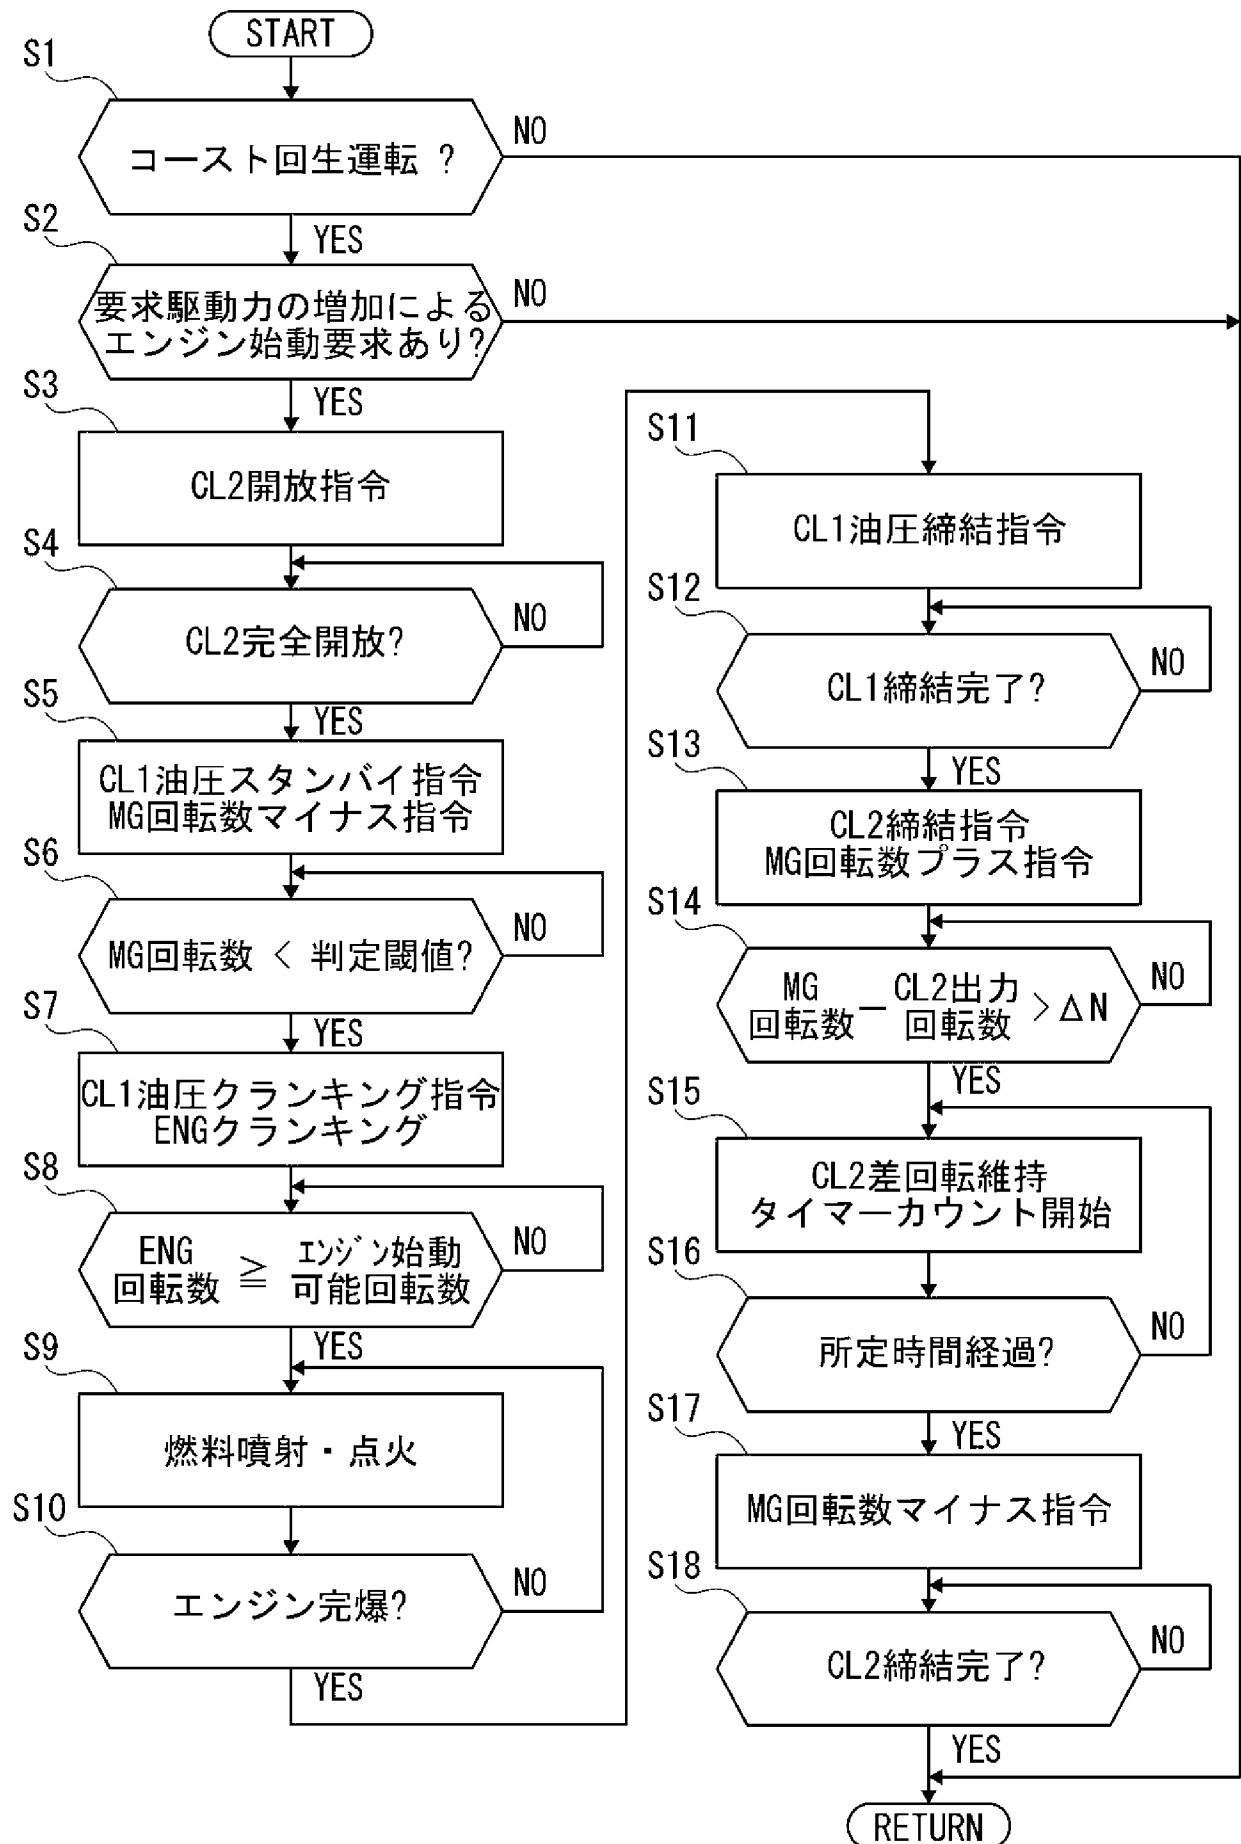 START
S1
コースト回生運転 ?
NO
YES
S2
要求駆動力の増加による
エンジン始動要求あり?
NO
YES
S3
CL2開放指令
S4
CL2完全開放?
NO
YES
S5
CL1油圧スタンバイ指令
MG回転数マイナス指令
S6
MG回転数 < 判定閾値?
NO
YES
S7
CL1油圧クランキング指令
ENGクランキング
S8
ENG
回転数
≧
エンジン始動
可能回転数
NO
YES
S9
燃料噴射・点火
S10
エンジン完爆?
NO
YES
S11
CL1油圧締結指令
S12
CL1締結完了?
NO
YES
S13
CL2締結指令
MG回転数プラス指令
S14
MG
回転数
−
CL2出力
回転数
>ΔN
NO
YES
S15
CL2差回転維持
タイマーカウント開始
S16
所定時間経過?
NO
YES
S17
MG回転数マイナス指令
S18
CL2締結完了?
NO
YES
RETURN